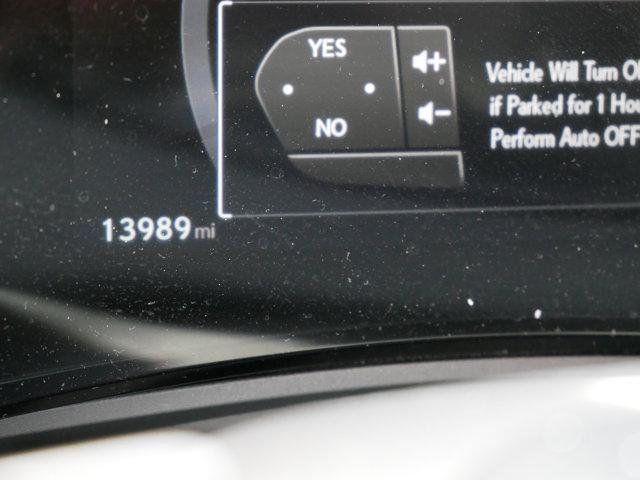 YES
NO
Vehicle Will Turn
if Parked for 1
Perform Auto OFF
13989 mi